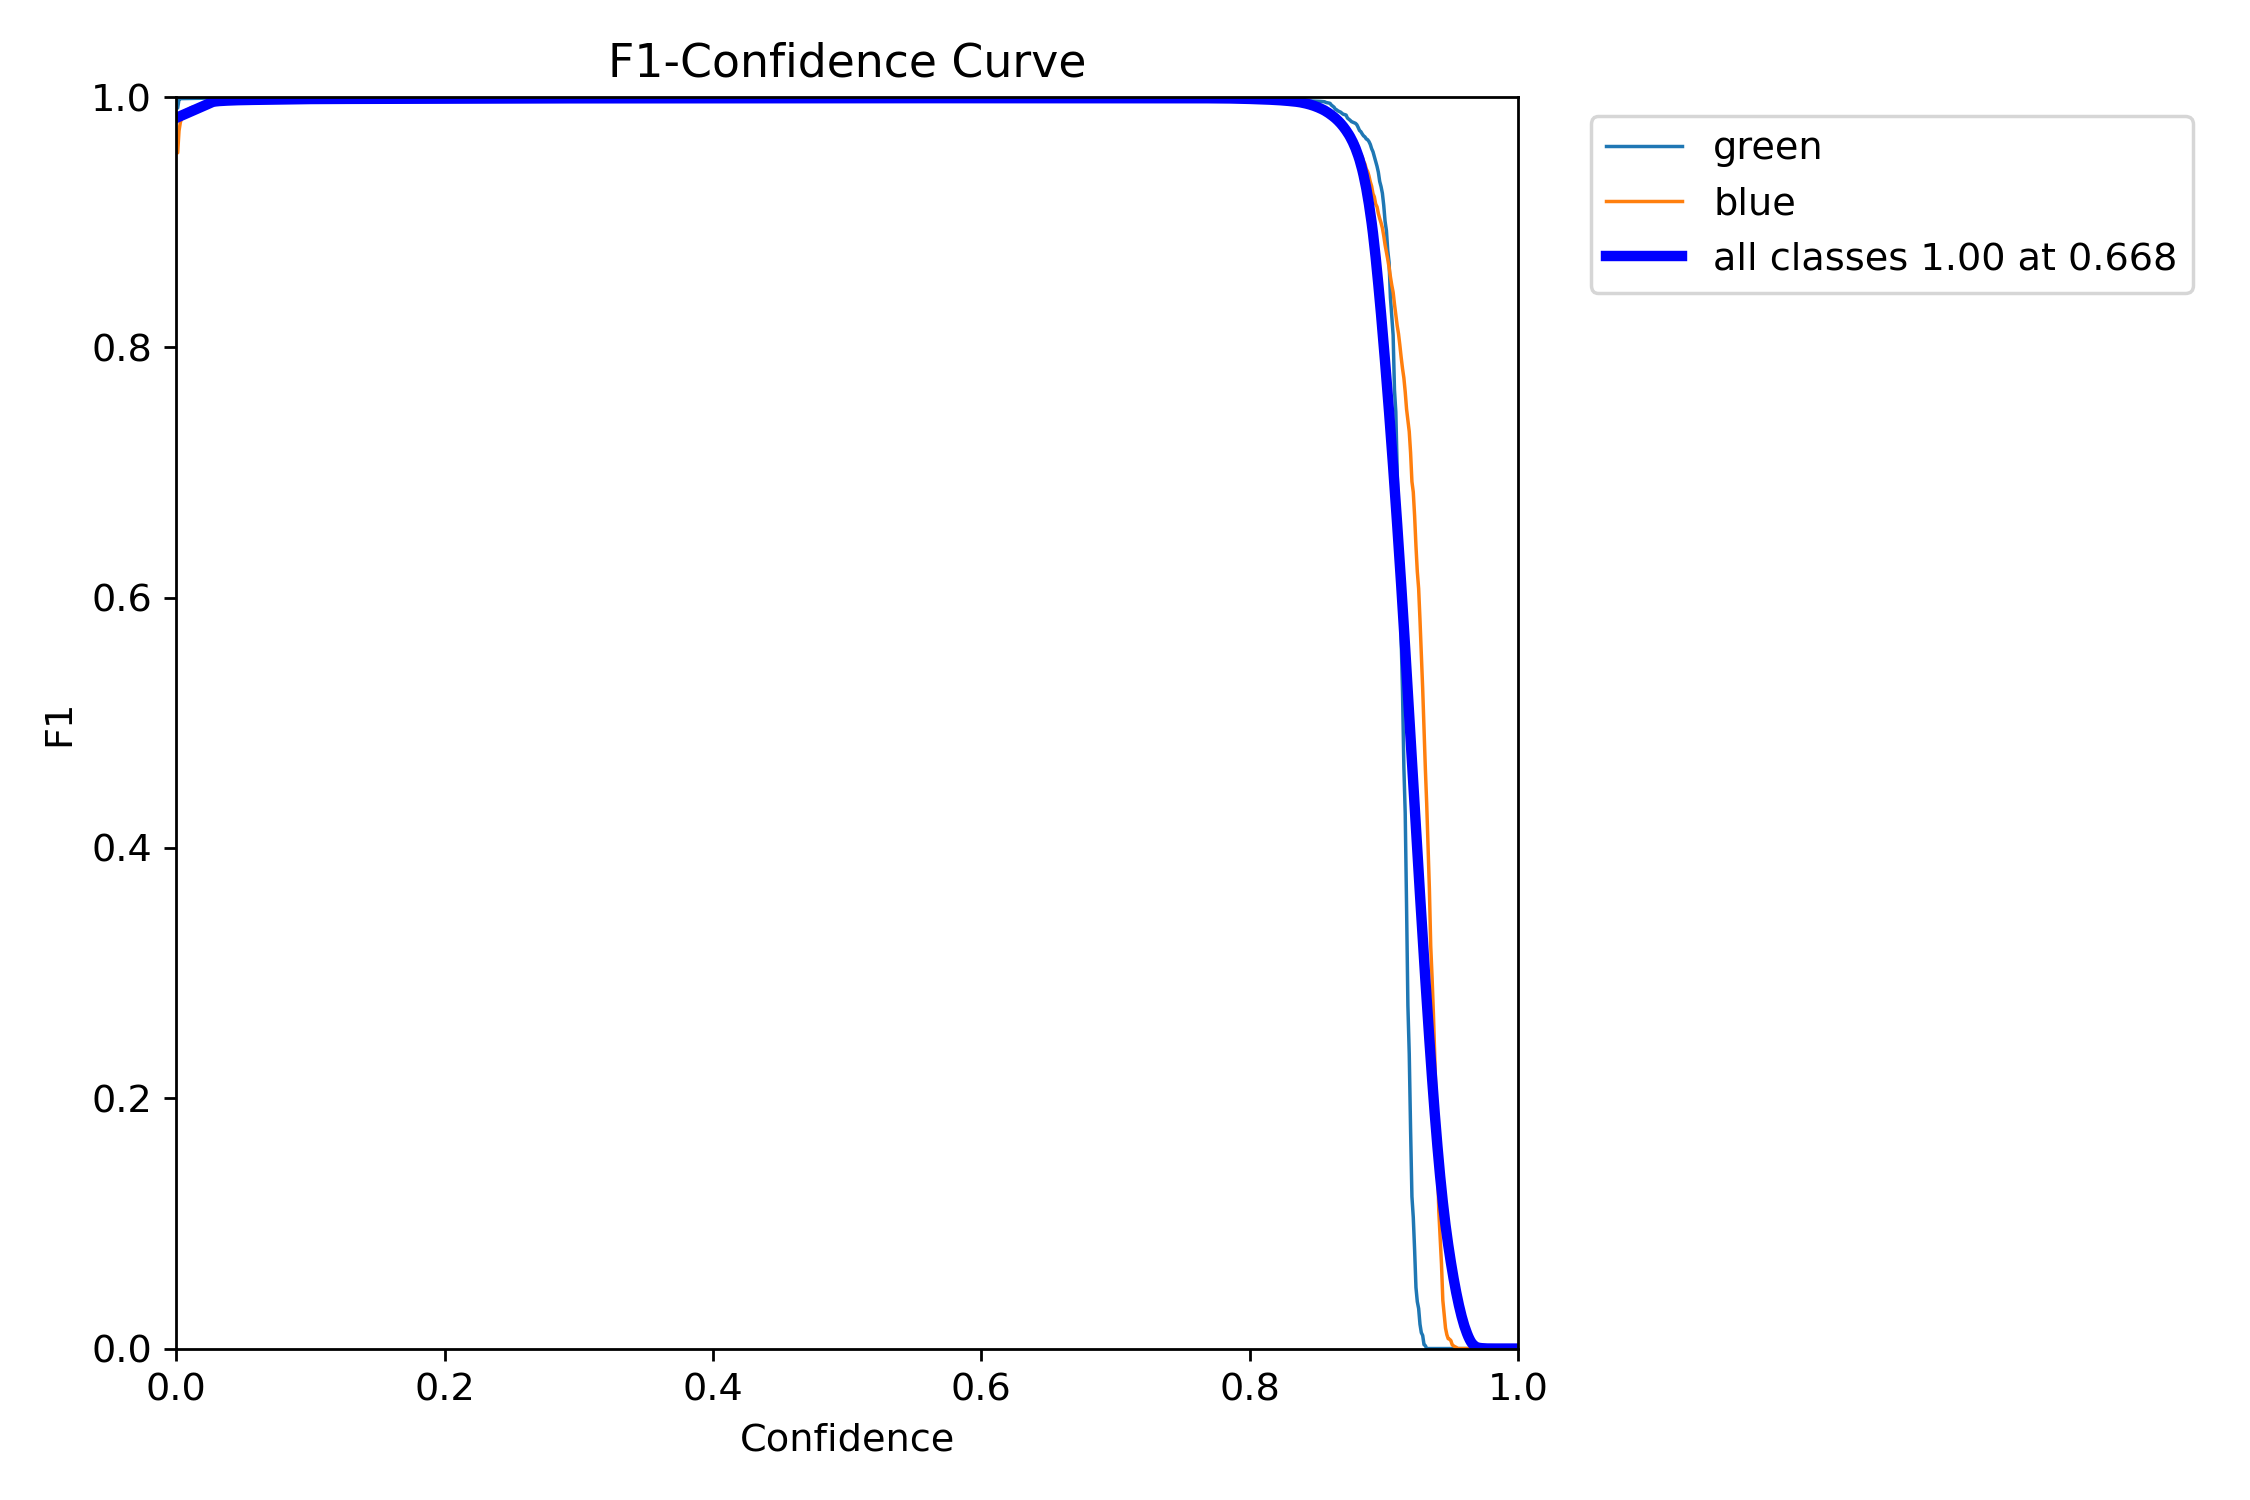 F1-Confidence Curve
1.0
0.8
0.6
0.4
0.2
0.0
F1
0.0 0.2 0.4 0.6 0.8 1.0
Confidence
green
blue
all classes 1.00 at 0.668